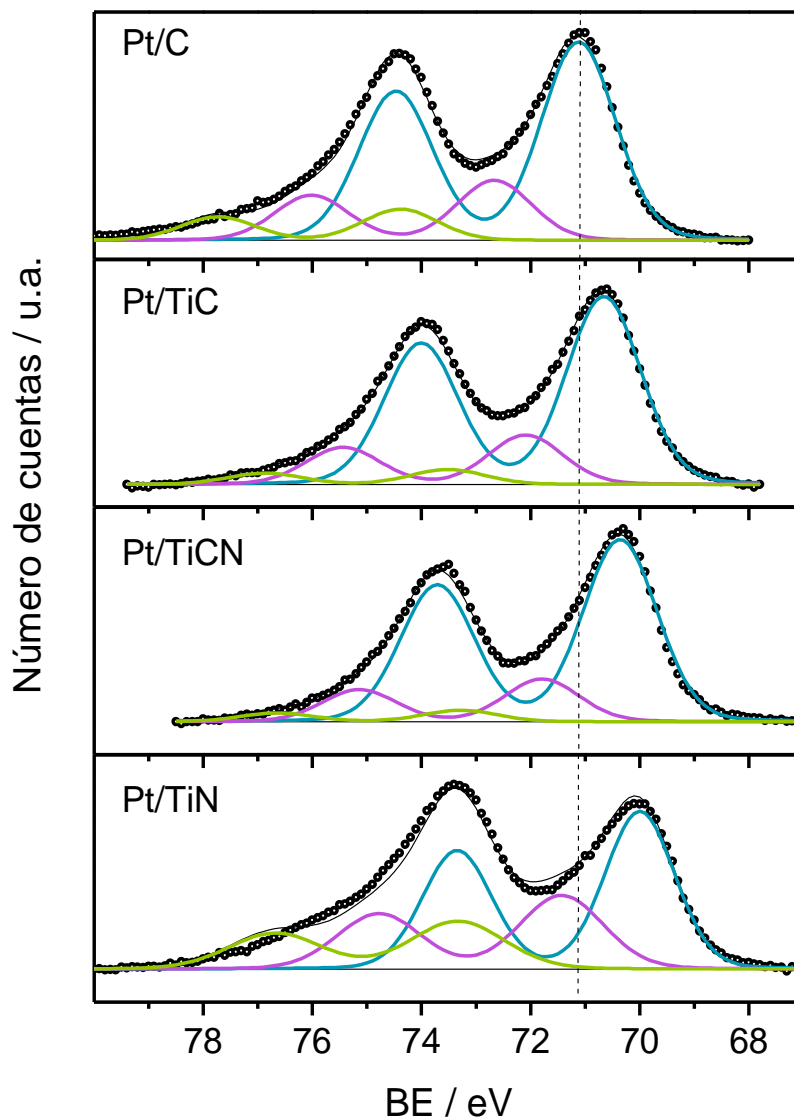 Pt/C
Pt/TiC
Pt/TiCN
Pt/TiN
Número de cuentas / u.a.
78 76 74 72 70 68
BE / eV